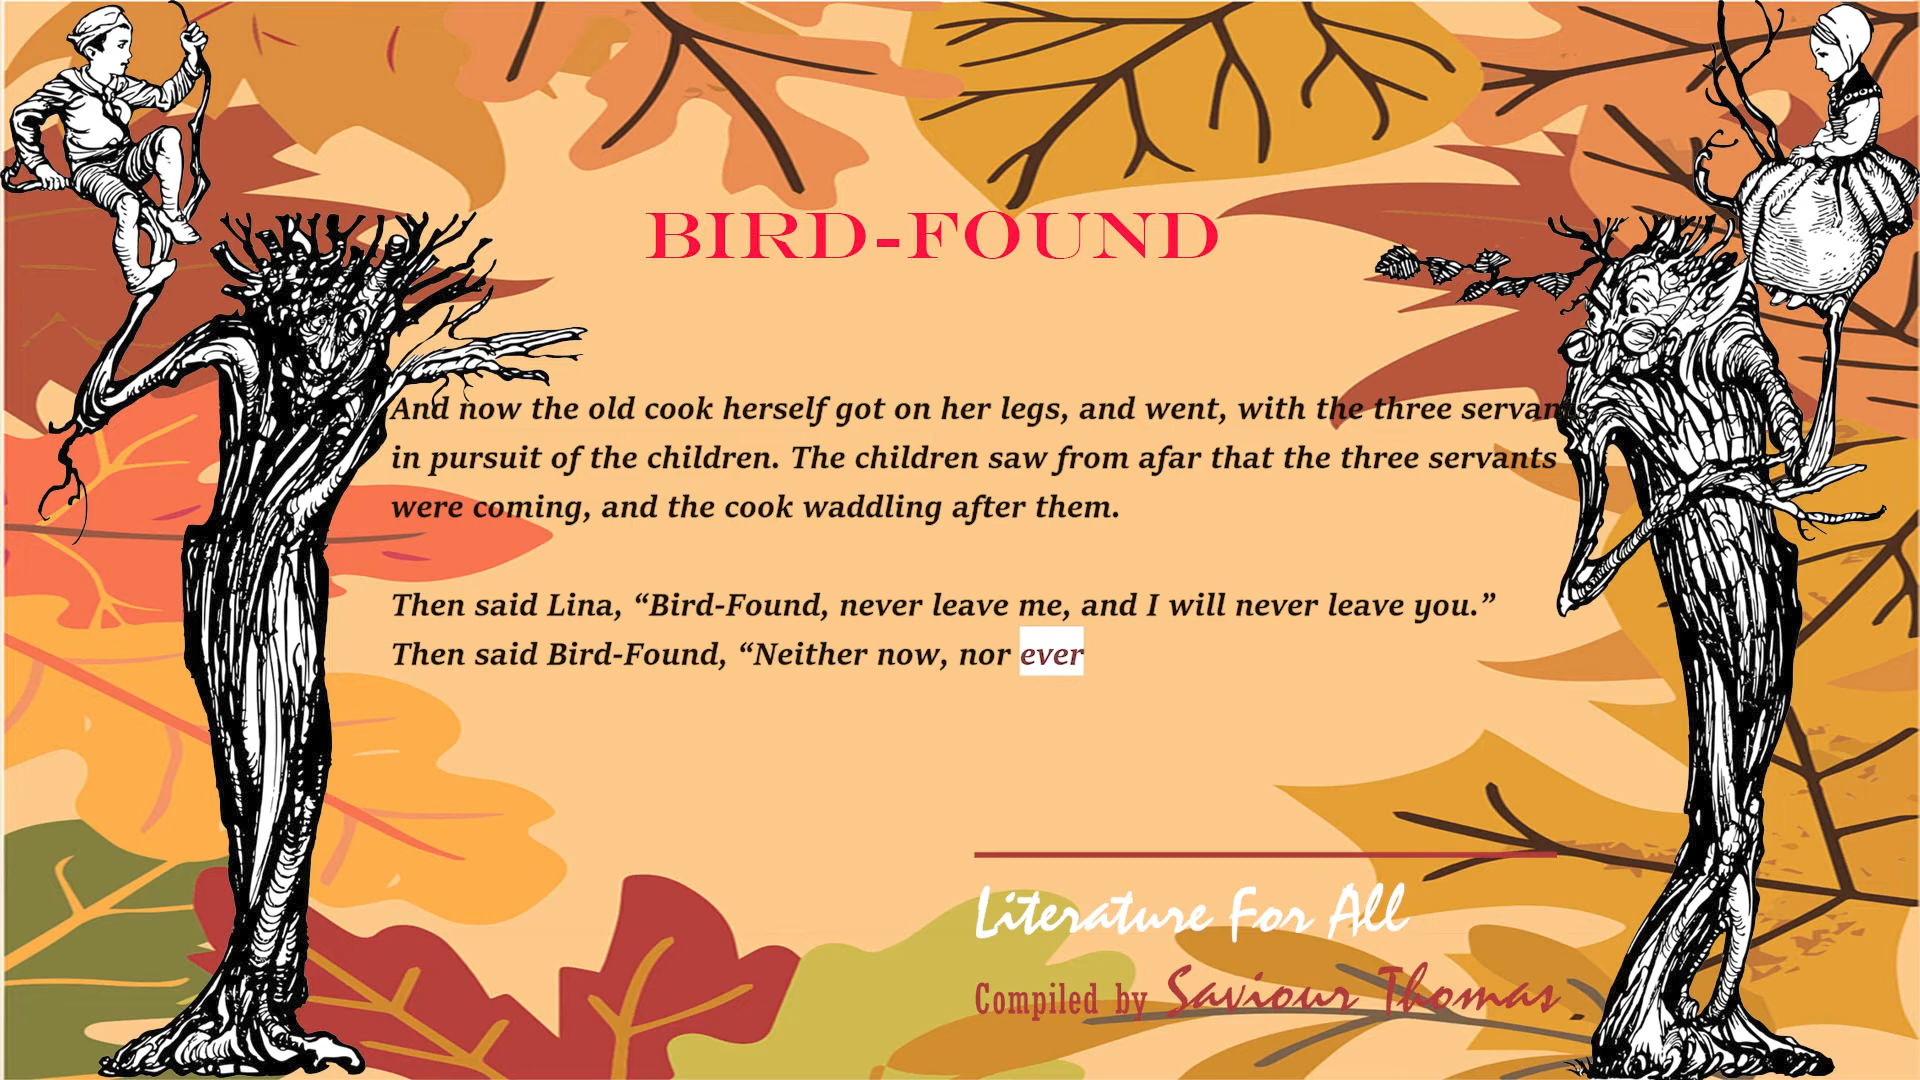 BIRD-FOUND
And now the old cook herself got on her legs, and went, with the three servants
in pursuit of the children. The children saw from afar that the three servants
were coming, and the cook waddling after them.
Then said Lina, “Bird-Found, never leave me, and I will never leave you.”
Then said Bird-Found, “Neither now, nor ever
Literature For All
Compiled by Saviour Thomas